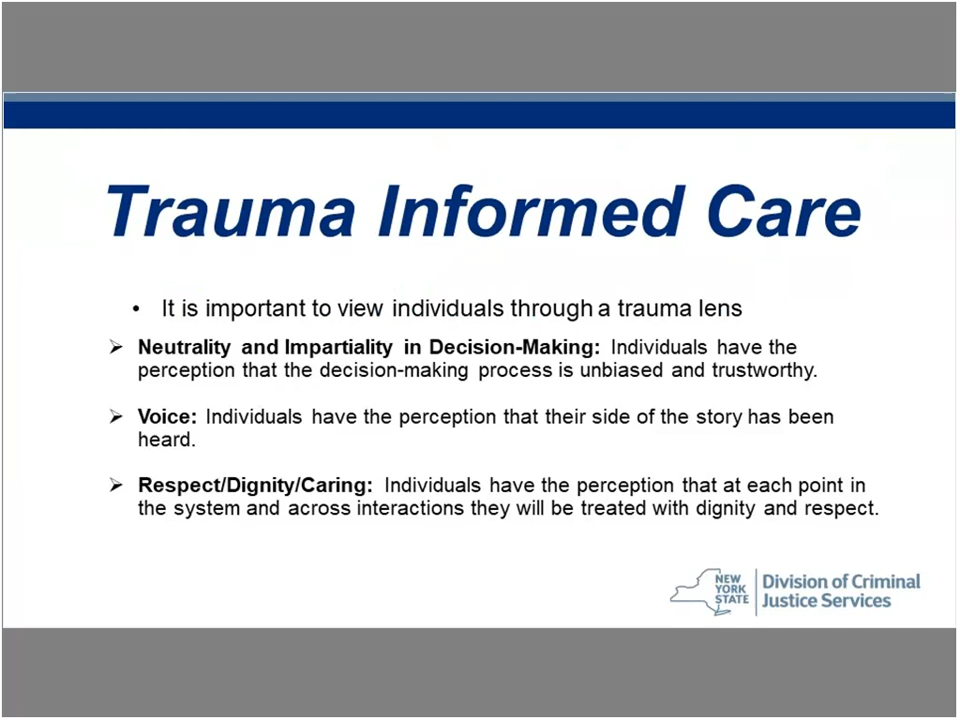 Trauma Informed Care
• It is important to view individuals through a trauma lens
➢ Neutrality and Impartiality in Decision-Making: Individuals have the
perception that the decision-making process is unbiased and trustworthy.
➢ Voice: Individuals have the perception that their side of the story has been
heard.
➢ Respect/Dignity/Caring: Individuals have the perception that at each point in
the system and across interactions they will be treated with dignity and respect.
NEW
YORK
STATE
Division of Criminal
Justice Services